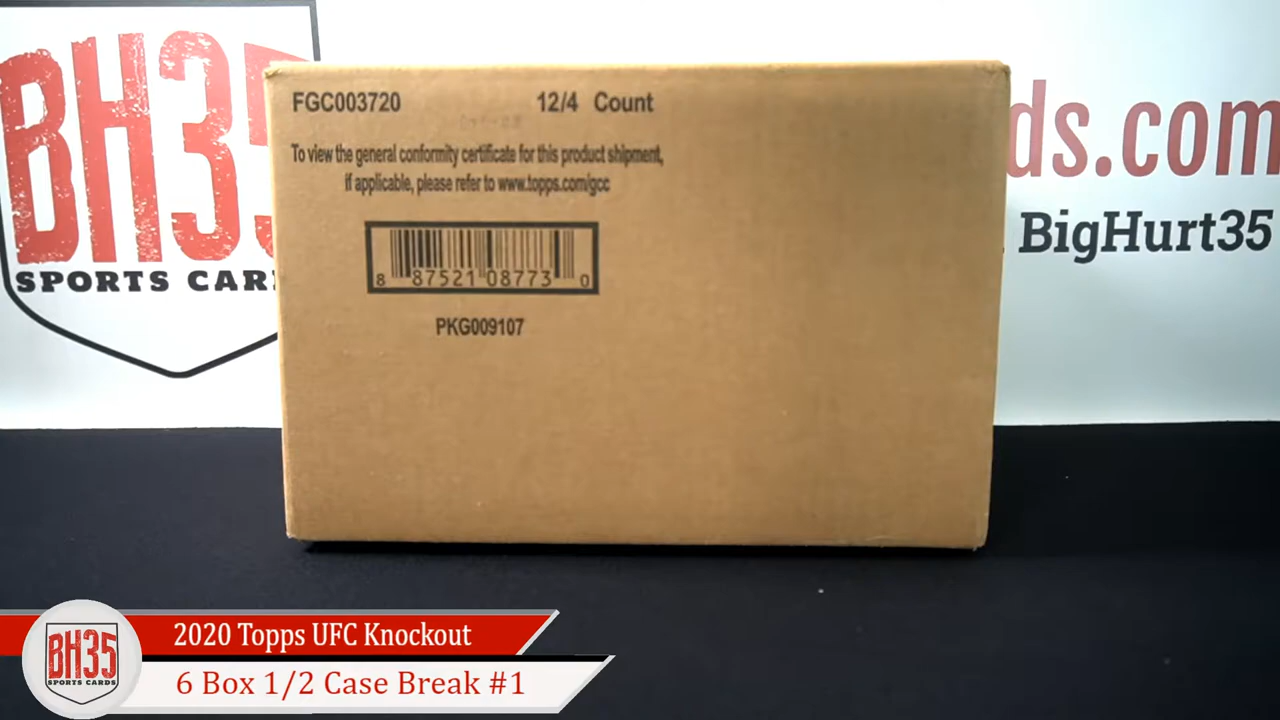 BH35
SPORTS CAR
ds.com
BigHurt35
FGC003720 12/4 Count
To view the general conformity certificate for this product shipment,
if applicable, please refer to www.topps.com/gcc
8 87521 08773 0
PKG009107
BH35
SPORTS CARDS
2020 Topps UFC Knockout
6 Box 1/2 Case Break #1